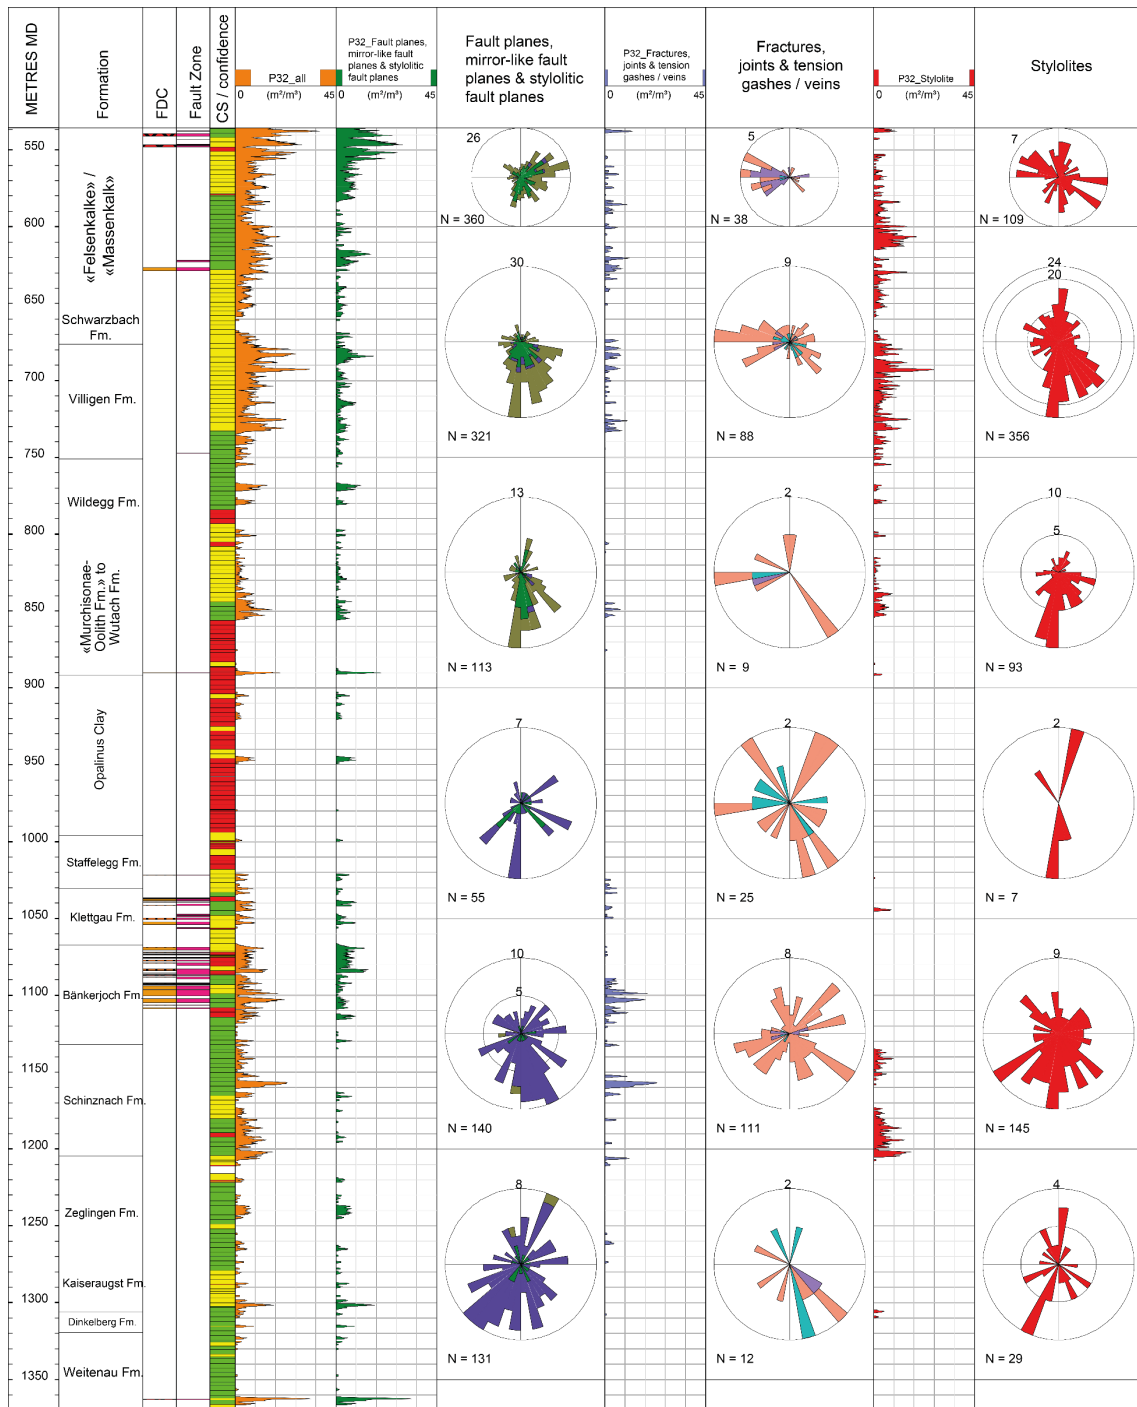 METRES MD
Formation
FDC
Fault Zone
CS / confidence
P32_all
0 (m²/m³) 45
P32_Fault planes,
mirror-like fault
planes & stylolitic
fault planes
0 (m²/m³) 45
Fault planes,
mirror-like fault
planes & stylolitic
fault planes
P32_Fractures,
joints & tension
gashes / veins
0 (m²/m³) 45
Fractures,
joints & tension
gashes / veins
P32_Stylolite
0 (m²/m³) 45
Stylolites
550
600
650
700
750
800
850
900
950
1000
1050
1100
1150
1200
1250
1300
1350
«Felsenkalke» /
«Massenkalk»
Schwarzbach
Fm.
Villigen Fm.
Wildegg Fm.
«Murchisonae-
Oolith Fm.» to
Wutach Fm.
Opalinus Clay
Staffelegg Fm.
Klettgau Fm.
Bänkerjoch Fm.
Schinznach Fm.
Zeglingen Fm.
Kaiseraugst Fm.
Dinkelberg Fm.
Weitenau Fm.
26
N = 360
5
N = 38
7
N = 109
30
N = 321
9
N = 88
24
20
N = 356
13
N = 113
2
N = 9
10
5
N = 93
7
N = 55
2
N = 25
2
N = 7
10
5
N = 140
8
N = 111
9
N = 145
8
N = 131
2
N = 12
4
N = 29